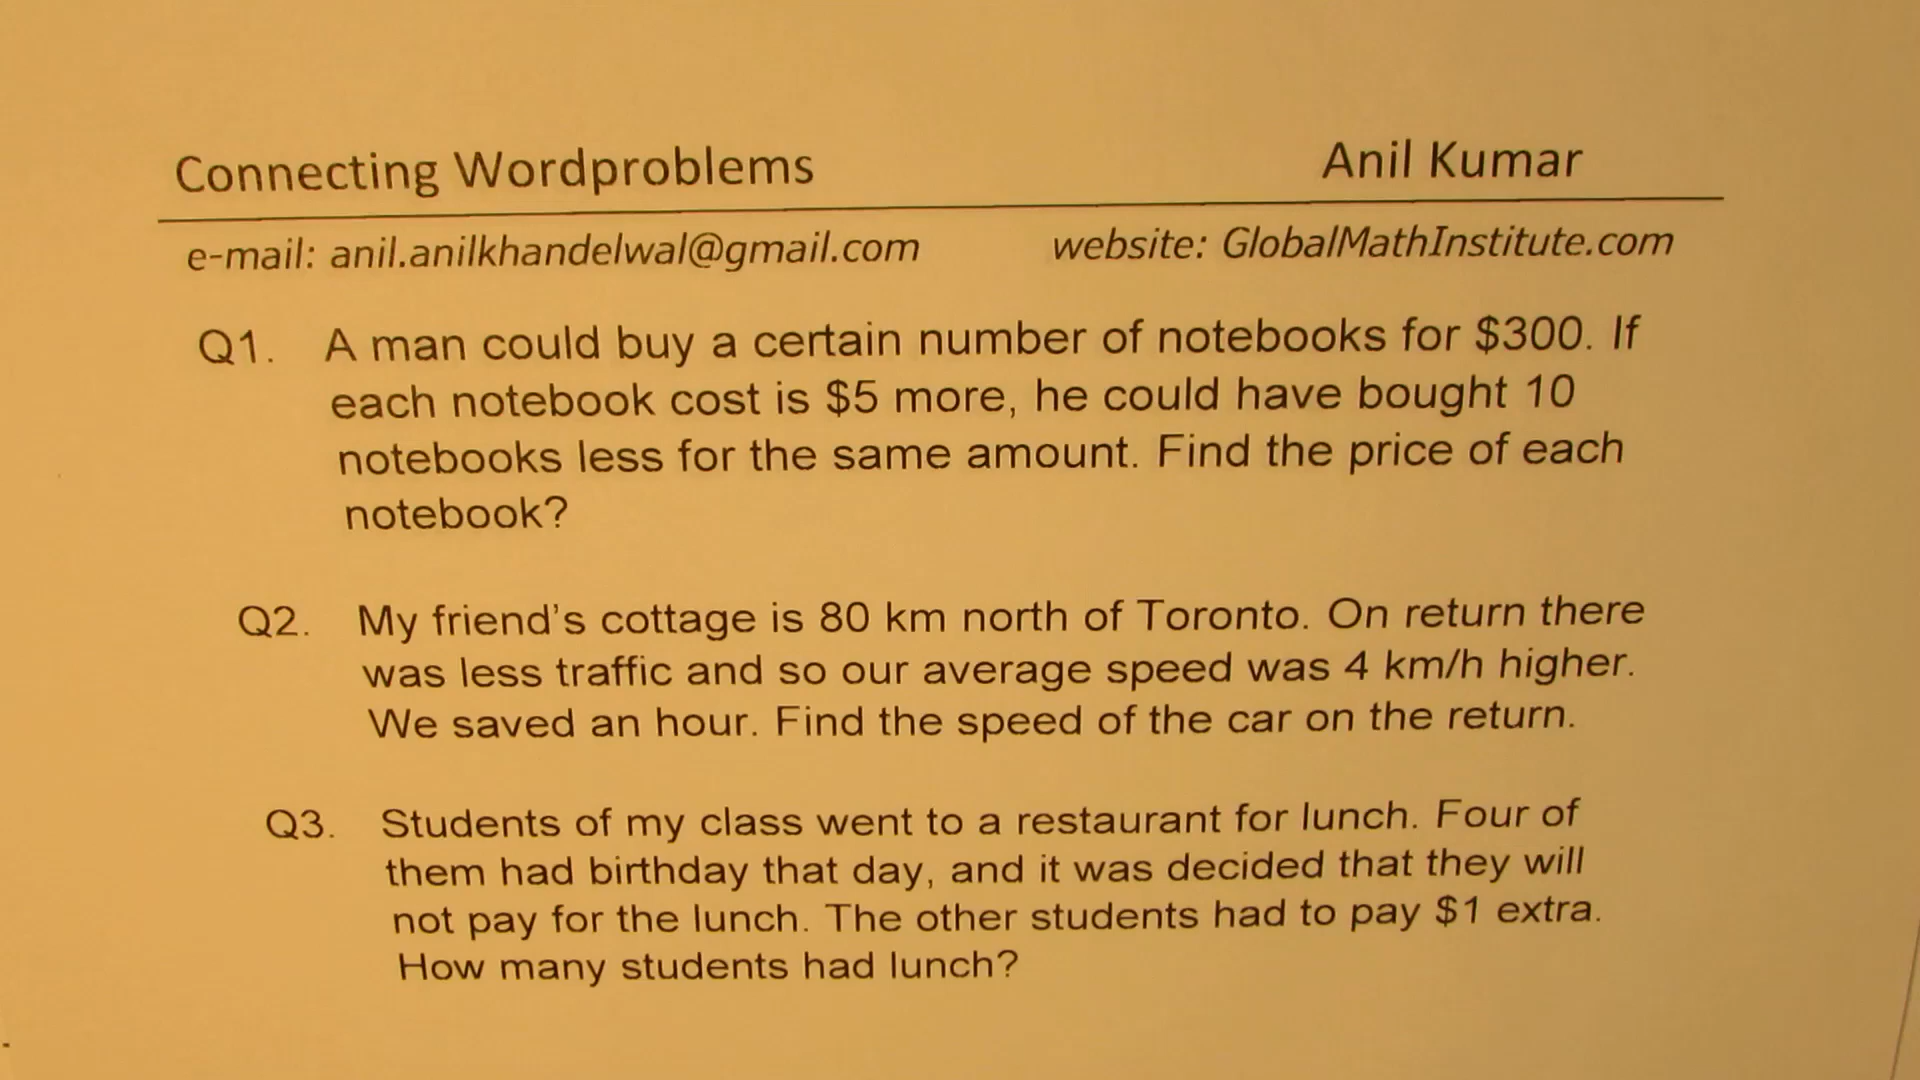 Connecting Wordproblems Anil Kumar
e-mail: anil.anilkhandelwal@gmail.com website: GlobalMathInstitute.com
Q1. A man could buy a certain number of notebooks for $300. If
each notebook cost is $5 more, he could have bought 10
notebooks less for the same amount. Find the price of each
notebook?
Q2. My friend's cottage is 80 km north of Toronto. On return there
was less traffic and so our average speed was 4 km/h higher.
We saved an hour. Find the speed of the car on the return.
Q3. Students of my class went to a restaurant for lunch. Four of
them had birthday that day, and it was decided that they will
not pay for the lunch. The other students had to pay $1 extra.
How many students had lunch?